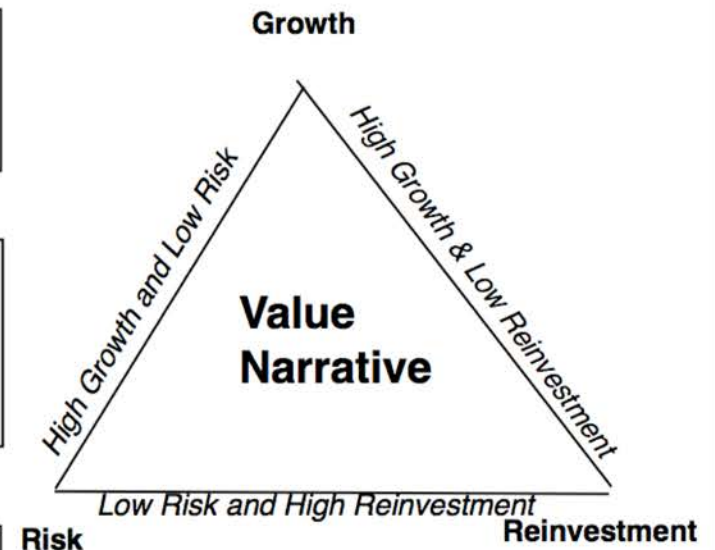 Growth
High Growth and Low Risk
High Growth & Low Reinvestment
Value
Narrative
Low Risk and High Reinvestment
Risk
Reinvestment